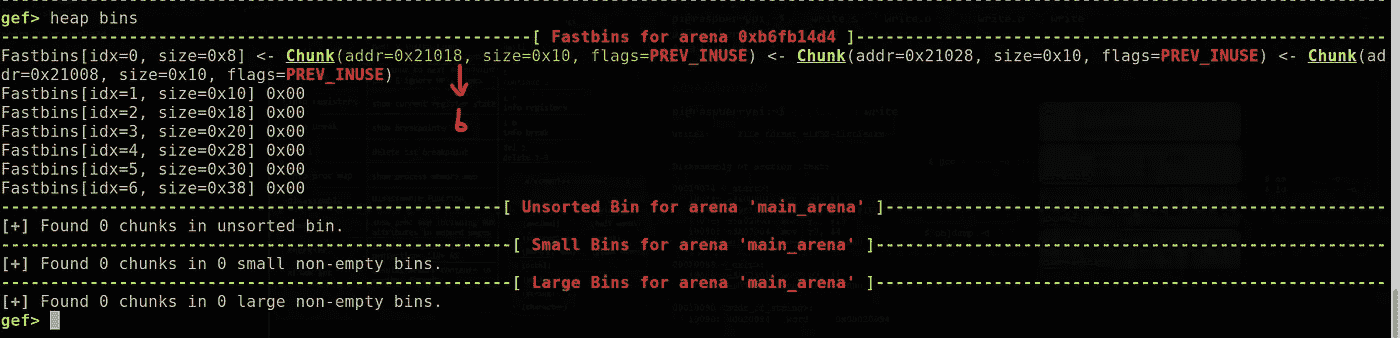 gef> heap bins
[ Fastbins for arena 0xb6fb14d4 ]
Fastbins[idx=0, size=0x8] <- Chunk(addr=0x21018, size=0x10, flags=PREV_INUSE) <- Chunk(addr=0x21028, size=0x10, flags=PREV_INUSE) <- Chunk(ad
dr=0x21008, size=0x10, flags=PREV_INUSE)
Fastbins[idx=1, size=0x10] 0x00
Fastbins[idx=2, size=0x18] 0x00
b
Fastbins[idx=3, size=0x20] 0x00
Fastbins[idx=4, size=0x28] 0x00
Fastbins[idx=5, size=0x30] 0x00
Fastbins[idx=6, size=0x38] 0x00
[ Unsorted Bin for arena 'main_arena' ]
[+] Found 0 chunks in unsorted bin.
[ Small Bins for arena 'main_arena' ]
[+] Found 0 chunks in 0 small non-empty bins.
[ Large Bins for arena 'main_arena' ]
[+] Found 0 chunks in 0 large non-empty bins.
gef>